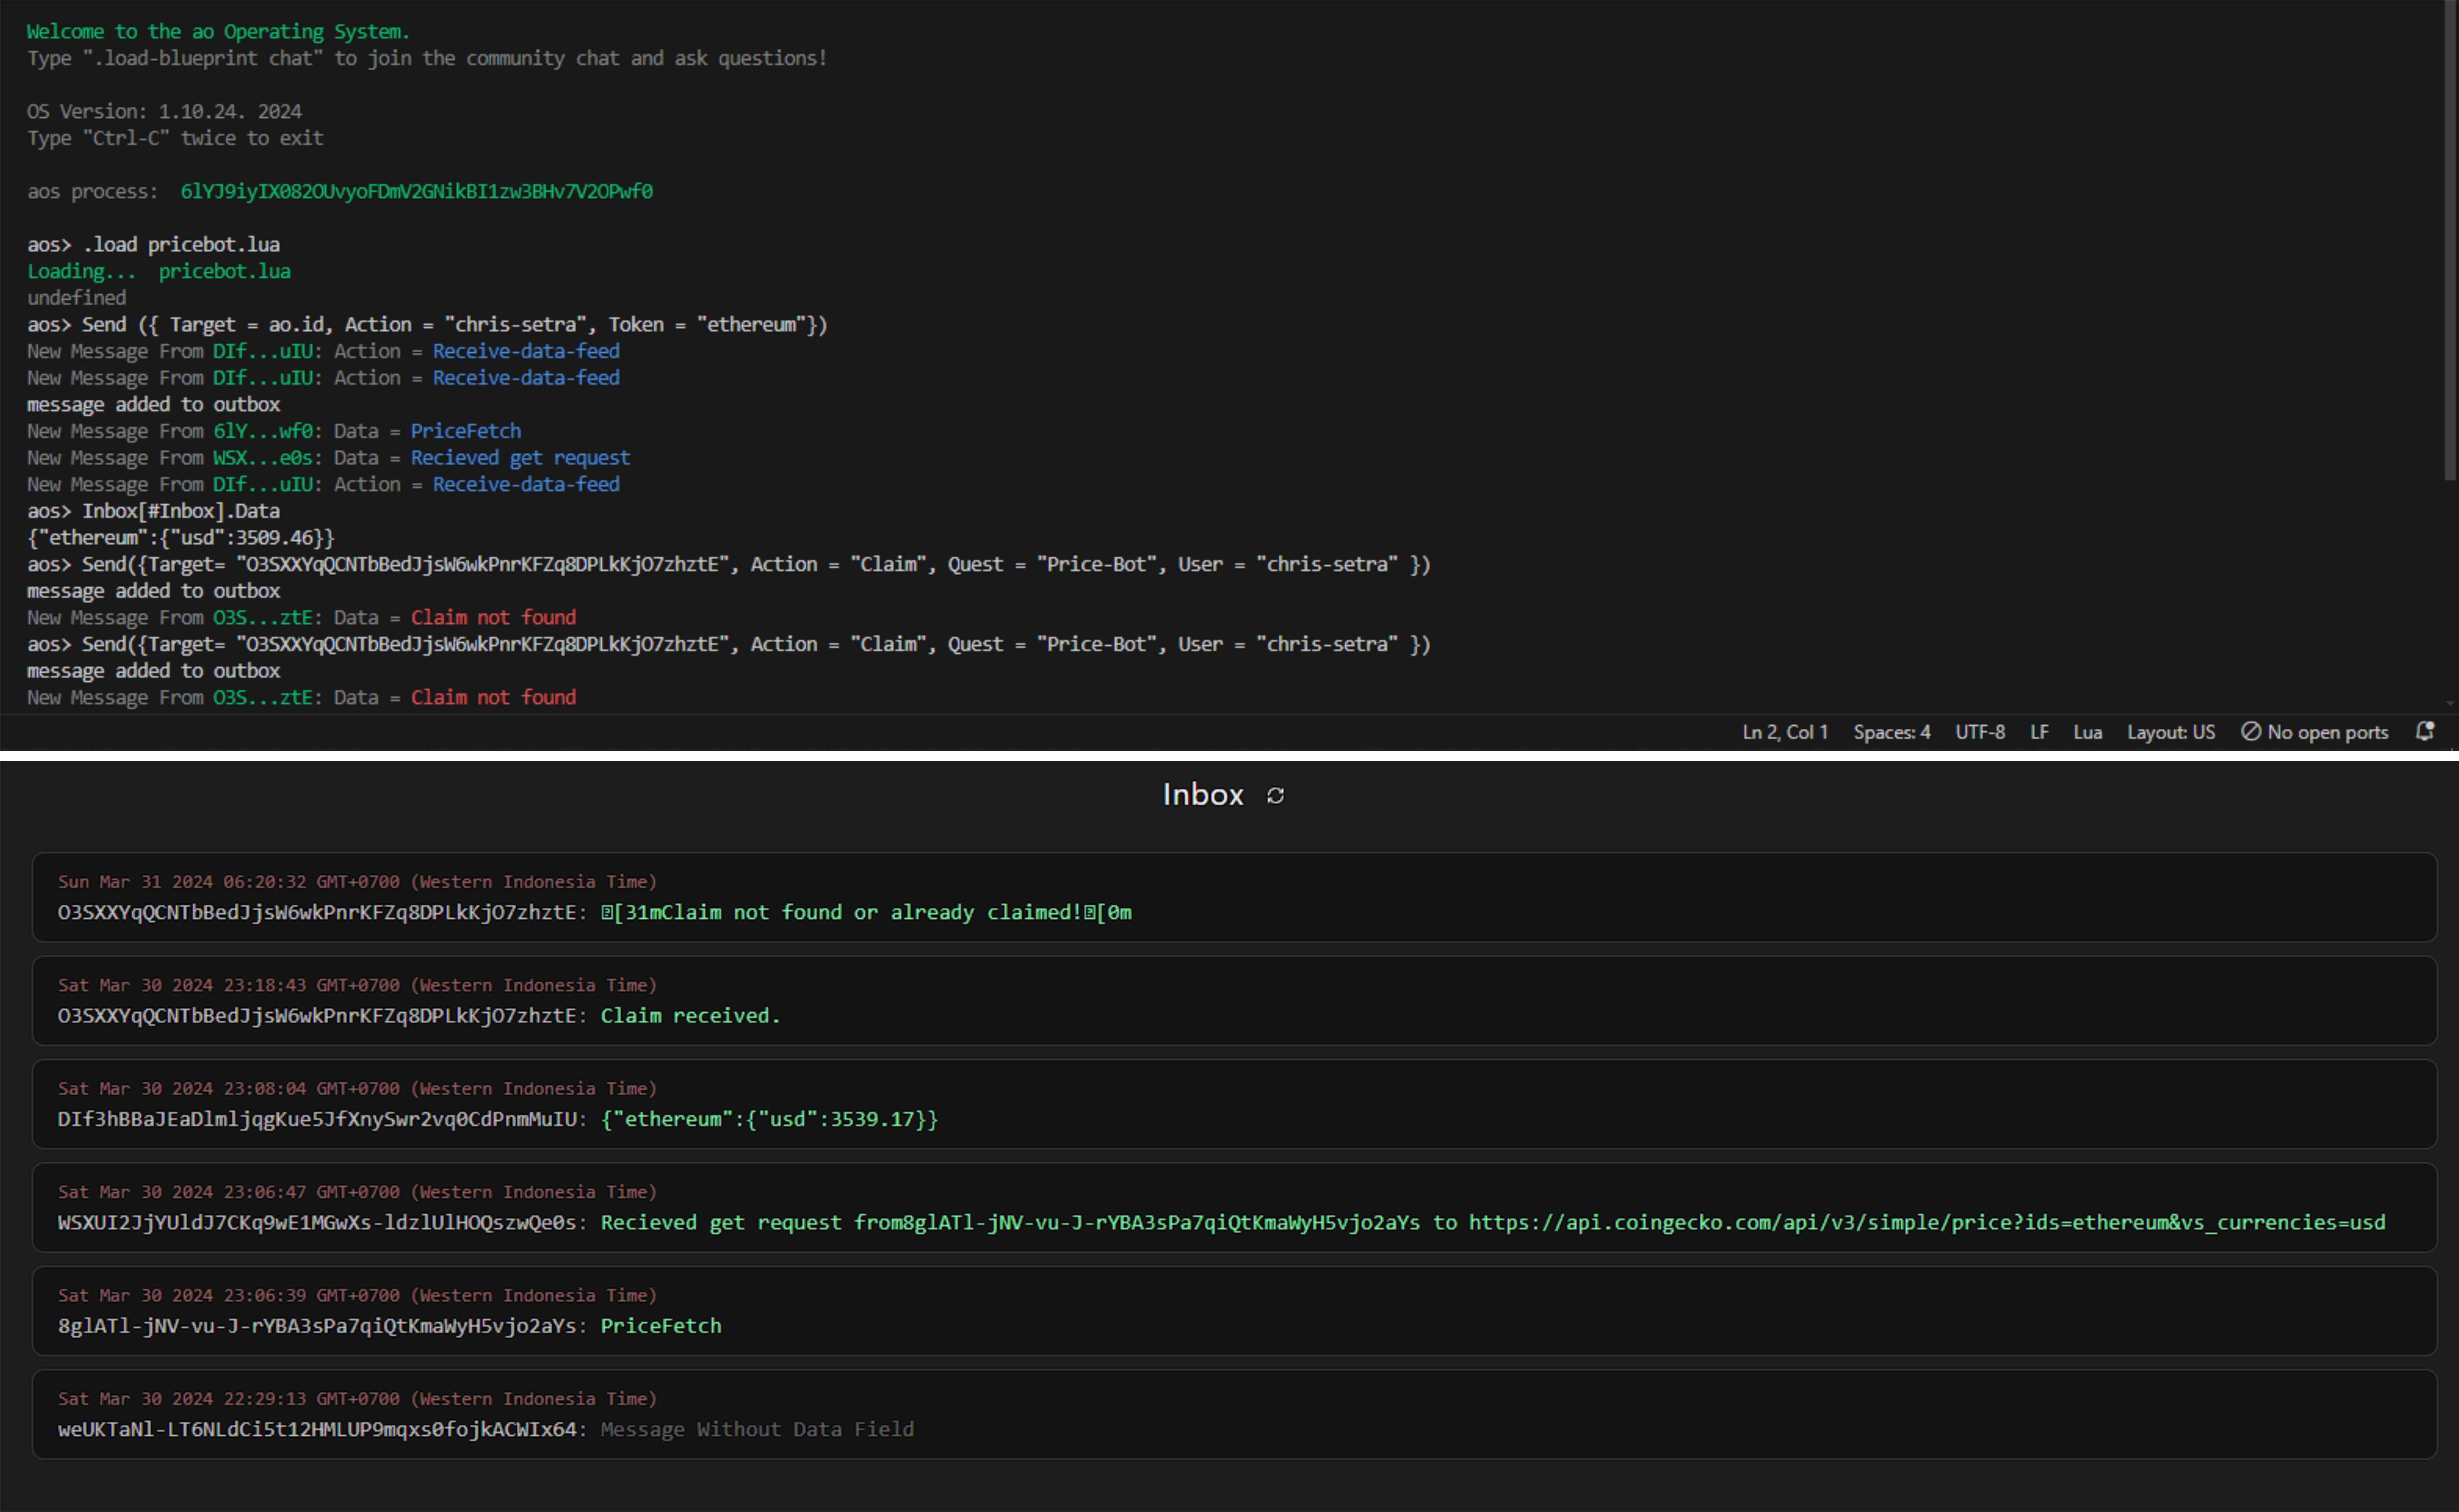 Welcome to the ao Operating System.
Type ".load-blueprint chat" to join the community chat and ask questions!
OS Version: 1.10.24. 2024
Type "Ctrl-C" twice to exit
aos process:  6lYJ9iyIX082OUvyoFDmV2GNikBI1zw3BHv7V2OPwf0
aos> .load pricebot.lua
Loading...  pricebot.lua
undefined
aos> Send ({ Target = ao.id, Action = "chris-setra", Token = "ethereum"})
New Message From DIf...uIU: Action = Receive-data-feed
New Message From DIf...uIU: Action = Receive-data-feed
message added to outbox
New Message From 6lY...wf0: Data = PriceFetch
New Message From WSX...e0s: Data = Recieved get request
New Message From DIf...uIU: Action = Receive-data-feed
aos> Inbox[#Inbox].Data
{"ethereum":{"usd":3509.46}}
aos> Send({Target= "O3SXXYqQCNTbBedJjsW6wkPnrKFZq8DPLkKjO7zhztE", Action = "Claim", Quest = "Price-Bot", User = "chris-setra" })
message added to outbox
New Message From O3S...ztE: Data = Claim not found
aos> Send({Target= "O3SXXYqQCNTbBedJjsW6wkPnrKFZq8DPLkKjO7zhztE", Action = "Claim", Quest = "Price-Bot", User = "chris-setra" })
message added to outbox
New Message From O3S...ztE: Data = Claim not found
Ln 2, Col 1 Spaces: 4 UTF-8 LF Lua Layout: US No open ports
Inbox
Sun Mar 31 2024 06:20:32 GMT+0700 (Western Indonesia Time)
O3SXXYqQCNTbBedJjsW6wkPnrKFZq8DPLkKjO7zhztE: [31mClaim not found or already claimed![0m
Sat Mar 30 2024 23:18:43 GMT+0700 (Western Indonesia Time)
O3SXXYqQCNTbBedJjsW6wkPnrKFZq8DPLkKjO7zhztE: Claim received.
Sat Mar 30 2024 23:08:04 GMT+0700 (Western Indonesia Time)
DIf3hBBaJEaDlmljqgKue5JfXnySwr2vq0CdPnmMuIU: {"ethereum":{"usd":3539.17}}
Sat Mar 30 2024 23:06:47 GMT+0700 (Western Indonesia Time)
WSXUI2JjYUldJ7CKq9wE1MGwXs-ldzlUlHOQszwQe0s: Recieved get request from8glATl-jNV-vu-J-rYBA3sPa7qiQtKmaWyH5vjo2aYs to https://api.coingecko.com/api/v3/simple/price?ids=ethereum&vs_currencies=usd
Sat Mar 30 2024 23:06:39 GMT+0700 (Western Indonesia Time)
8glATl-jNV-vu-J-rYBA3sPa7qiQtKmaWyH5vjo2aYs: PriceFetch
Sat Mar 30 2024 22:29:13 GMT+0700 (Western Indonesia Time)
weUKTaNl-LT6NLdCi5t12HMLUP9mqxs0fojkACWIx64: Message Without Data Field